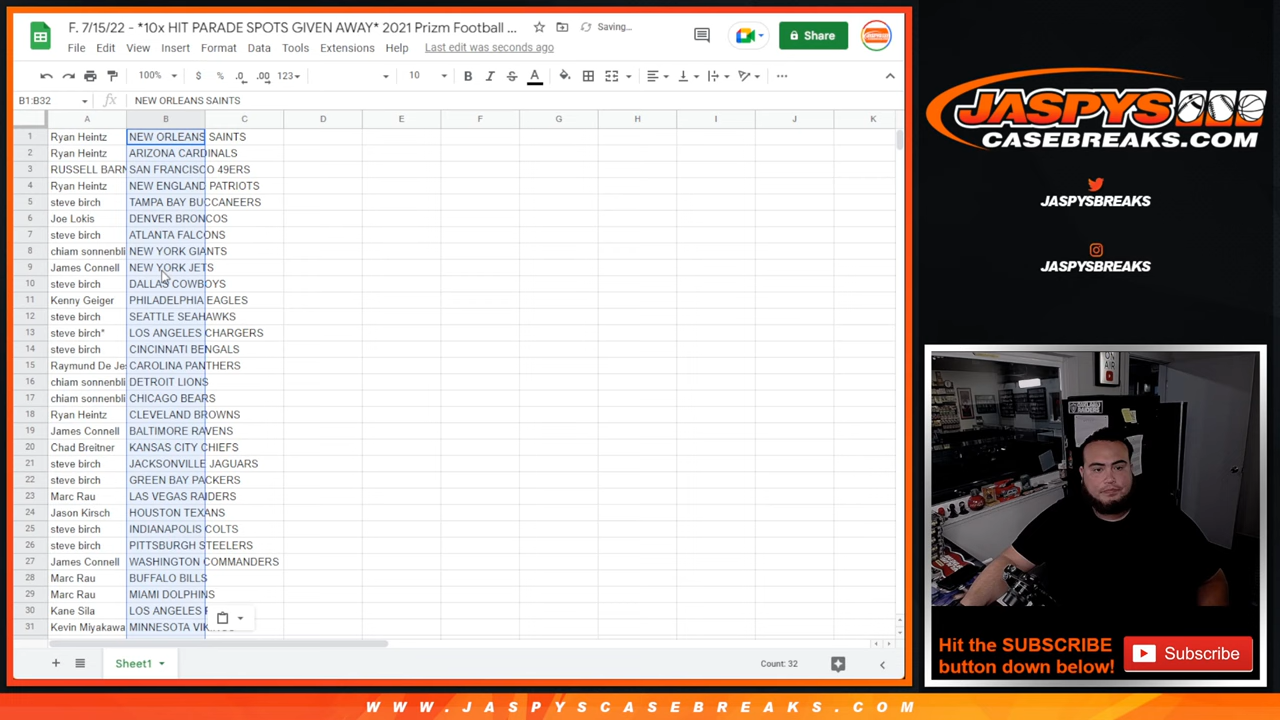 F. 7/15/22 - *10x HIT PARADE SPOTS GIVEN AWAY* 2021 Prizm Football ...
Saving...
Share
File Edit View Insert Format Data Tools Extensions Help Last edit was seconds ago
100% $ % .0 .00 123 10 B I S A
B1:B32 fx NEW ORLEANS SAINTS
A B C D E F G H I J K
1 Ryan Heintz NEW ORLEANS SAINTS
2 Ryan Heintz ARIZONA CARDINALS
3 RUSSELL BARN SAN FRANCISCO 49ERS
4 Ryan Heintz NEW ENGLAND PATRIOTS
5 steve birch TAMPA BAY BUCCANEERS
6 Joe Lokis DENVER BRONCOS
7 steve birch ATLANTA FALCONS
8 chiam sonnenbli NEW YORK GIANTS
9 James Connell NEW YORK JETS
10 steve birch DALLAS COWBOYS
11 Kenny Geiger PHILADELPHIA EAGLES
12 steve birch SEATTLE SEAHAWKS
13 steve birch* LOS ANGELES CHARGERS
14 steve birch CINCINNATI BENGALS
15 Raymund De Je CAROLINA PANTHERS
16 chiam sonnenbli DETROIT LIONS
17 chiam sonnenbli CHICAGO BEARS
18 Ryan Heintz CLEVELAND BROWNS
19 James Connell BALTIMORE RAVENS
20 Chad Breitner KANSAS CITY CHIEFS
21 steve birch JACKSONVILLE JAGUARS
22 steve birch GREEN BAY PACKERS
23 Marc Rau LAS VEGAS RAIDERS
24 Jason Kirsch HOUSTON TEXANS
25 steve birch INDIANAPOLIS COLTS
26 steve birch PITTSBURGH STEELERS
27 James Connell WASHINGTON COMMANDERS
28 Marc Rau BUFFALO BILLS
29 Marc Rau MIAMI DOLPHINS
30 Kane Sila LOS ANGELES
31 Kevin Miyakawa MINNESOTA
Sheet1
Count: 32
JASPYS
CASEBREAKS.COM
JASPYSBREAKS
JASPYSBREAKS
ON AIR
Hit the SUBSCRIBE
button down below!
Subscribe
WWW.JASPYSCASEBREAKS.COM